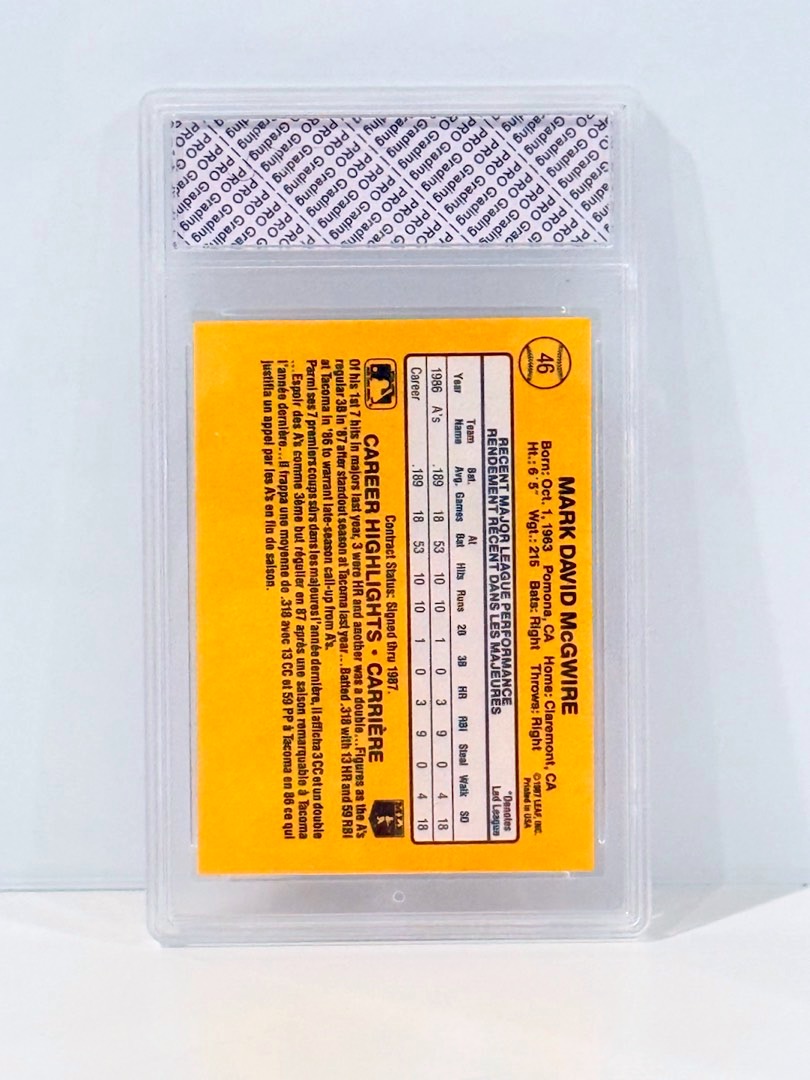 PRO Grading
46
MARK DAVID McGWIRE
Born: Oct. 1, 1963 Pomona, CA Home: Claremont, CA
Ht.: 6'5" Wgt.: 215 Bats: Right Throws: Right
©1987 LEAF, INC.
Printed in USA
RECENT MAJOR LEAGUE PERFORMANCE
RENDEMENT RÉCENT DANS LES MAJEURES
*Denotes
Led League
Year Team Name Bat. Avg. Games At Bat Hits Runs 2B 3B HR RBI Steal Walk SO
1986 A's .189 18 53 10 10 1 0 3 9 0 4 18
Career .189 18 53 10 10 1 0 3 9 0 4 18
Contract Status: Signed thru 1987.
CAREER HIGHLIGHTS • CARRIÈRE
Of his 1st 7 hits in majors last year, 3 were HR and another was a double...Figures as the A's
regular 3B in '87 after standout season at Tacoma last year...Batted .318 with 13 HR and 59 RBI
at Tacoma in '86 to warrant late-season call-up from A's.
Parmi ses 7 premiers coups sûrs dans les majeures l'année dernière, il afficha 3 CC et un double
...Espoir des A's comme 3ème but régulier en 87 après une saison remarquable à Tacoma
l'année dernière...Il frappa une moyenne de .318 avec 13 CC et 59 PP à Tacoma en 86 ce qui
justifia un appel par les A's en fin de saison.